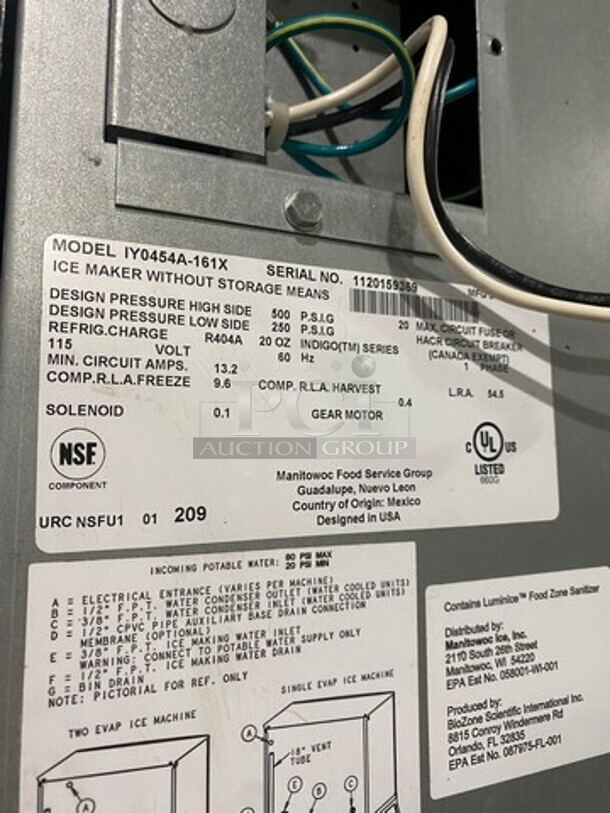 MODEL IY0454A-161X SERIAL NO. 1120159369
ICE MAKER WITHOUT STORAGE MEANS
DESIGN PRESSURE HIGH SIDE 500 P.S.I.G
DESIGN PRESSURE LOW SIDE 250 P.S.I.G 20 MAX. CIRCUIT FUSE OR
REFRIG.CHARGE R404A 20 OZ INDIGO(TM) SERIES HACR CIRCUIT BREAKER
(CANADA EXEMPT)
115 VOLT 60 Hz 1 PHASE
MIN. CIRCUIT AMPS. 13.2
COMP.R.L.A.FREEZE 9.6 COMP. R.L.A. HARVEST L.R.A. 54.5
SOLENOID 0.1 GEAR MOTOR 0.4
PCI
AUCTION GROUP
NSF
COMPONENT
C UL US
LISTED
660G
Manitowoc Food Service Group
Guadalupe, Nuevo Leon
Country of Origin: Mexico
Designed in USA
URC NSFU1 01 209
INCOMING POTABLE WATER: 80 PSI MAX
20 PSI MIN
A = ELECTRICAL ENTRANCE (VARIES PER MACHINE)
B = 1/2" F.P.T. WATER CONDENSER OUTLET (WATER COOLED UNITS)
C = 3/8" F.P.T. WATER CONDENSER INLET (WATER COOLED UNITS)
D = 1/2" CPVC PIPE AUXILIARY BASE DRAIN CONNECTION
MEMBRANE (OPTIONAL)
E = 3/8" F.P.T. ICE MAKING WATER INLET
WARNING: CONNECT TO POTABLE WATER SUPPLY ONLY
F = 1/2" F.P.T. ICE MAKING WATER DRAIN
G = BIN DRAIN
NOTE: PICTORIAL FOR REF. ONLY
TWO EVAP ICE MACHINE
SINGLE EVAP ICE MACHINE
A
18" VENT
TUBE
E
B
C
A
Contains LuminIce™ Food Zone Sanitizer
Distributed by:
Manitowoc Ice, Inc.
2110 South 26th Street
Manitowoc, WI 54220
EPA Est No. 058001-WI-001
Produced by:
BioZone Scientific International Inc.
8815 Conroy Windermere Rd
Orlando, FL 32835
EPA Est No. 087975-FL-001